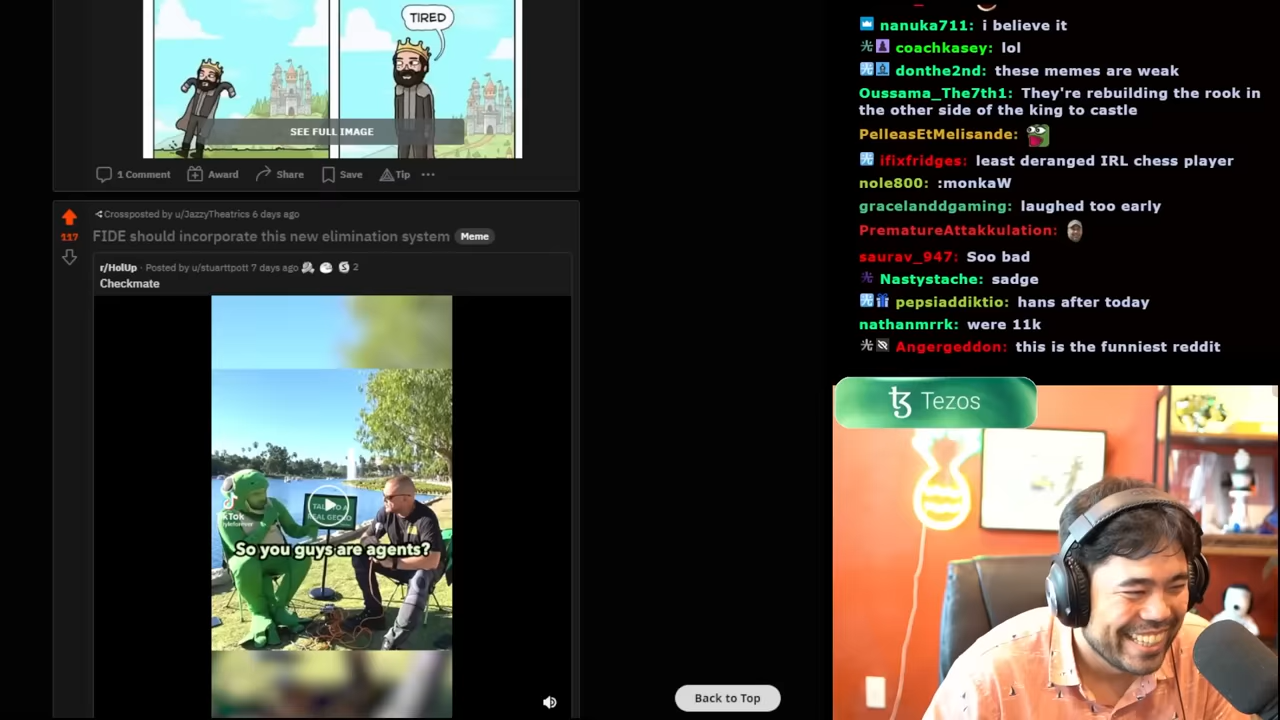 TIRED
SEE FULL IMAGE
1 Comment Award Share Save Tip
117
Crossposted by u/JazzyTheatrics 6 days ago
FIDE should incorporate this new elimination system Meme
r/HolUp · Posted by u/stuarttpott 7 days ago 2
Checkmate
So you guys are agents?
Back to Top
nanuka711: i believe it
coachkasey: lol
donthe2nd: these memes are weak
Oussama_The7th1: They're rebuilding the rook in
the other side of the king to castle
PelleasEtMelisande:
ifixfridges: least deranged IRL chess player
nole800: :monkaW
gracelanddgaming: laughed too early
PrematureAttakkulation:
saurav_947: Soo bad
Nastystache: sadge
pepsiaddiktio: hans after today
nathanmrrk: were 11k
Angergeddon: this is the funniest reddit
Tezos